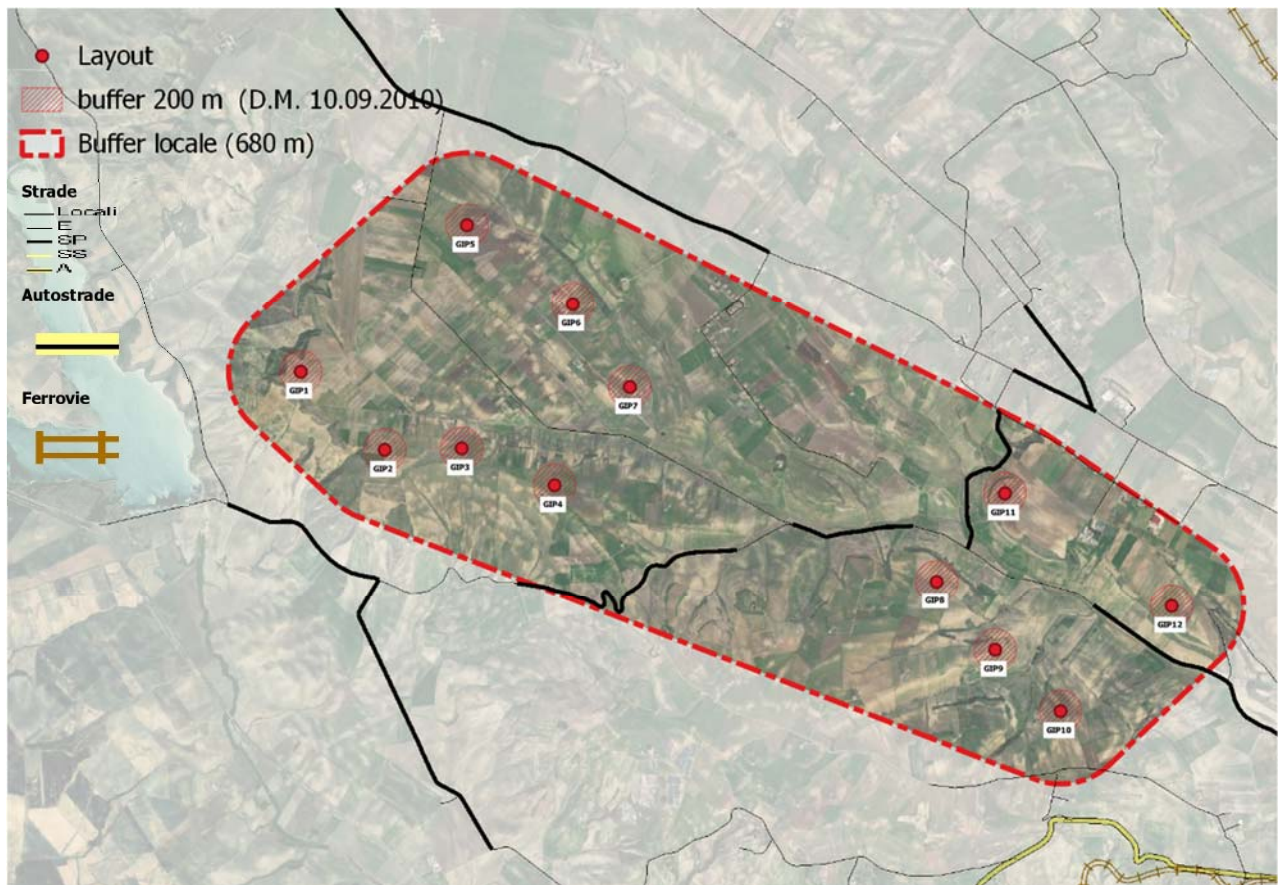 Layout
buffer 200 m (D.M. 10.09.2010)
Buffer locale (680 m)
Strade
Locali
E
SP
SS
A
Autostrade
Ferrovie
GIP5
GIP6
GIP1
GIP7
GIP2
GIP3
GIP4
GIP11
GIP8
GIP12
GIP9
GIP10